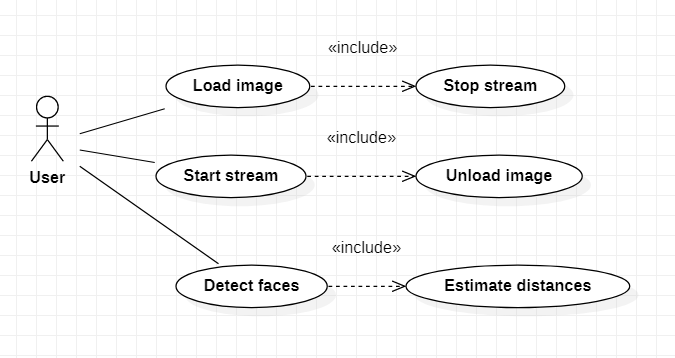 «include»
Load image
Stop stream
«include»
User
Start stream
Unload image
«include»
Detect faces
Estimate distances